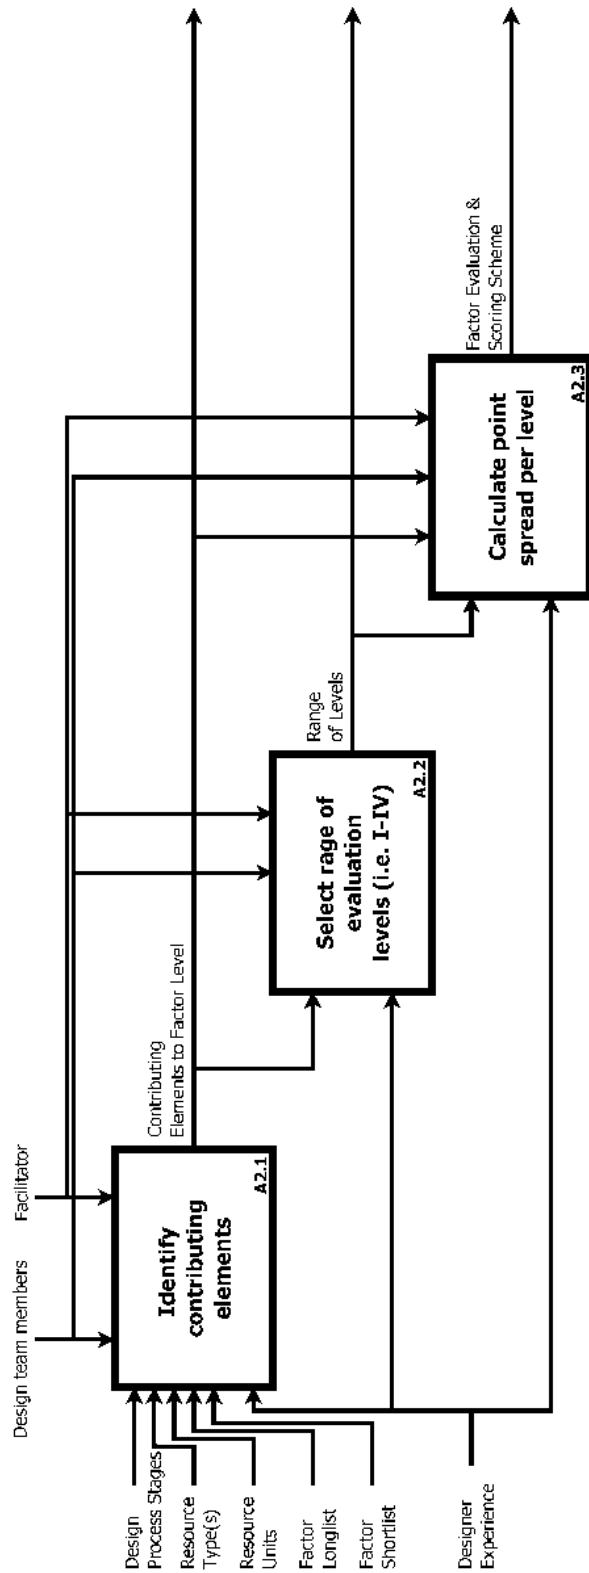 Design team members
Facilitator
Design
Process Stages
Resource
Type(s)
Resource
Units
Factor
Longlist
Factor
Shortlist
Designer
Experience
Identify
contributing
elements
A2.1
Contributing
Elements to Factor Level
Select rage of
evaluation
levels (i.e. I-IV)
A2.2
Range
of Levels
Calculate point
spread per level
A2.3
Factor Evaluation &
Scoring Scheme